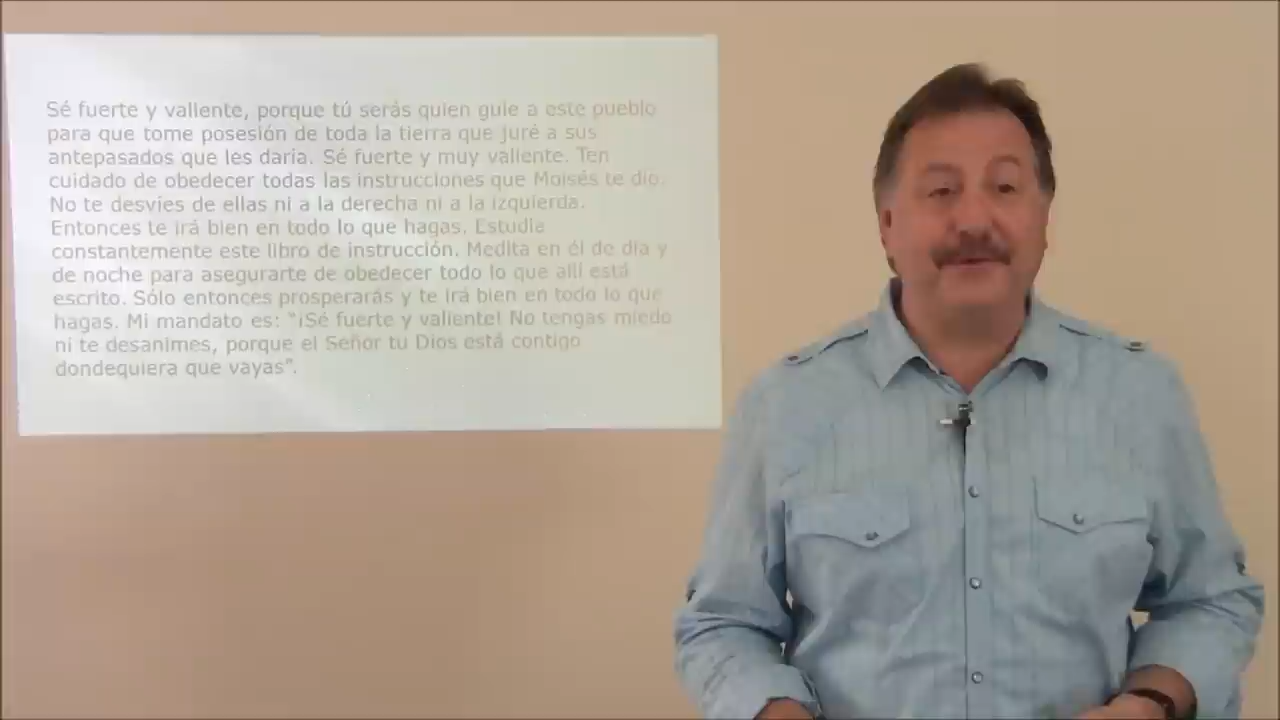 Sé fuerte y valiente, porque tú serás quien guíe a este pueblo
para que tome posesión de toda la tierra que juré a sus
antepasados que les daría. Sé fuerte y muy valiente. Ten
cuidado de obedecer todas las instrucciones que Moisés te dio.
No te desvíes de ellas ni a la derecha ni a la izquierda.
Entonces te irá bien en todo lo que hagas. Estudia
constantemente este libro de instrucción. Medita en él de día y
de noche para asegurarte de obedecer todo lo que allí está
escrito. Sólo entonces prosperarás y te irá bien en todo lo que
hagas. Mi mandato es: “¡Sé fuerte y valiente! No tengas miedo
ni te desanimes, porque el Señor tu Dios está contigo
dondequiera que vayas”.